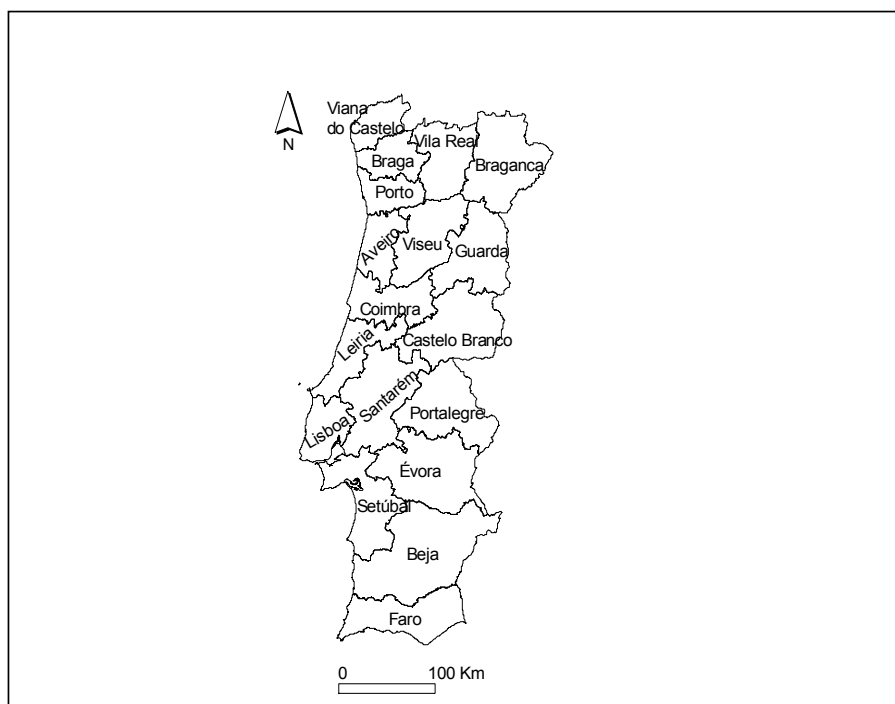 Viana
do Castelo
Vila Real
Braga
Braganca
Porto
N
Aveiro
Viseu
Guarda
Coimbra
Leiria
Castelo Branco
Santarém
Portalegre
Lisboa
Évora
Setúbal
Beja
Faro
0 100 Km